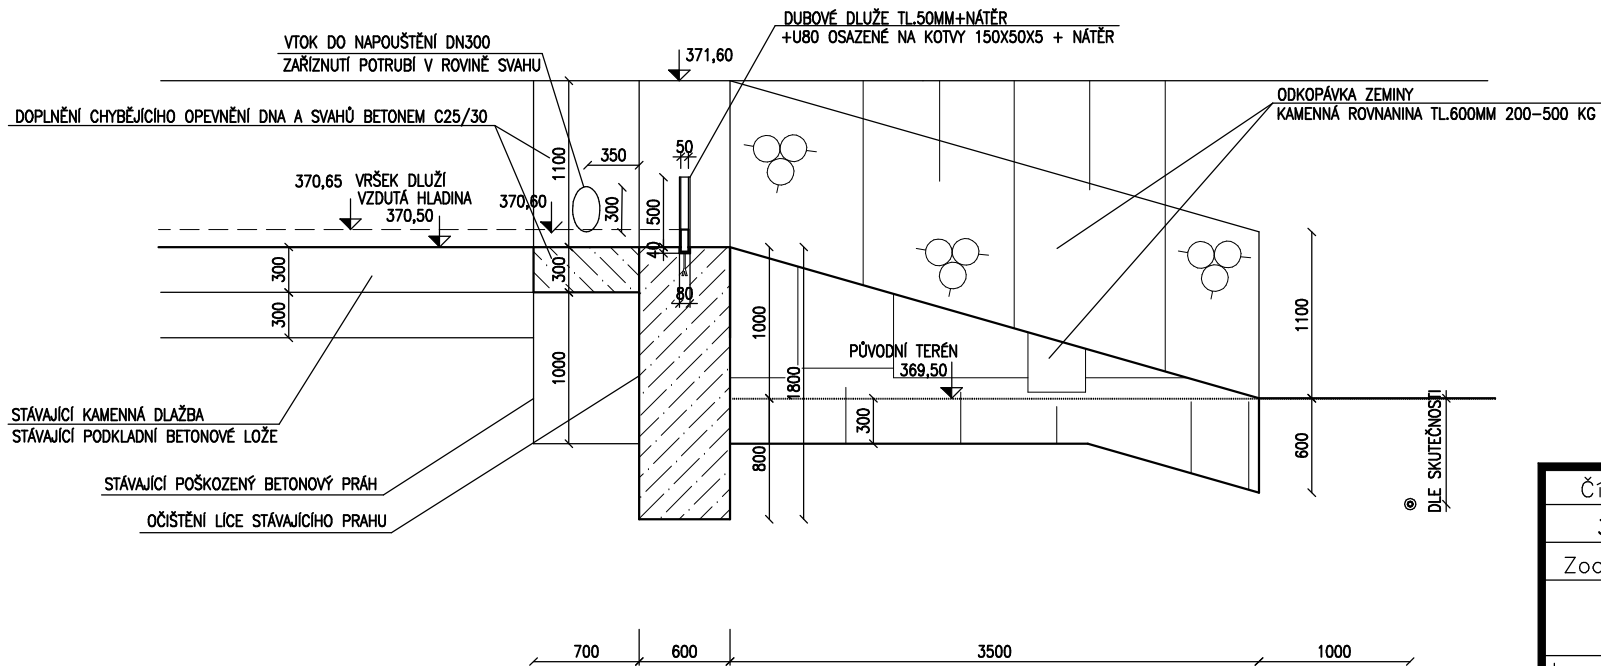 DUBOVÉ DLUŽE TL.50MM+NÁTĚR
+U80 OSAZENÉ NA KOTVY 150X50X5 + NÁTĚR
VTOK DO NAPOUŠTĚNÍ DN300
ZAŘÍZNUTÍ POTRUBÍ V ROVINĚ SVAHU
371,60
ODKOPÁVKA ZEMINY
KAMENNÁ ROVNANINA TL.600MM 200-500 KG
DOPLNĚNÍ CHYBĚJÍCÍHO OPEVNĚNÍ DNA A SVAHŮ BETONEM C25/30
1100
350
50
370,65 VRŠEK DLUŽÍ
VZDUTÁ HLADINA
370,50
370,60
300
500
40
300
300
300
80
1000
1800
1100
PŮVODNÍ TERÉN
369,50
1000
300
800
600
DLE SKUTEČNOSTI
STÁVAJÍCÍ KAMENNÁ DLAŽBA
STÁVAJÍCÍ PODKLADNÍ BETONOVÉ LOŽE
STÁVAJÍCÍ POŠKOZENÝ BETONOVÝ PRÁH
OČIŠTĚNÍ LÍCE STÁVAJÍCÍHO PRAHU
700
600
3500
1000